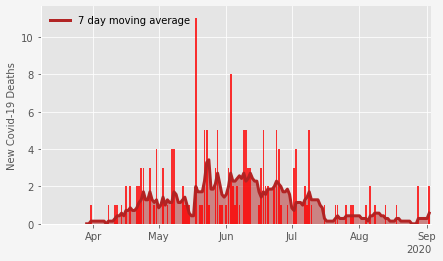 7 day moving average
New Covid-19 Deaths
10
8
6
4
2
0
Apr
May
Jun
Jul
Aug
Sep
2020